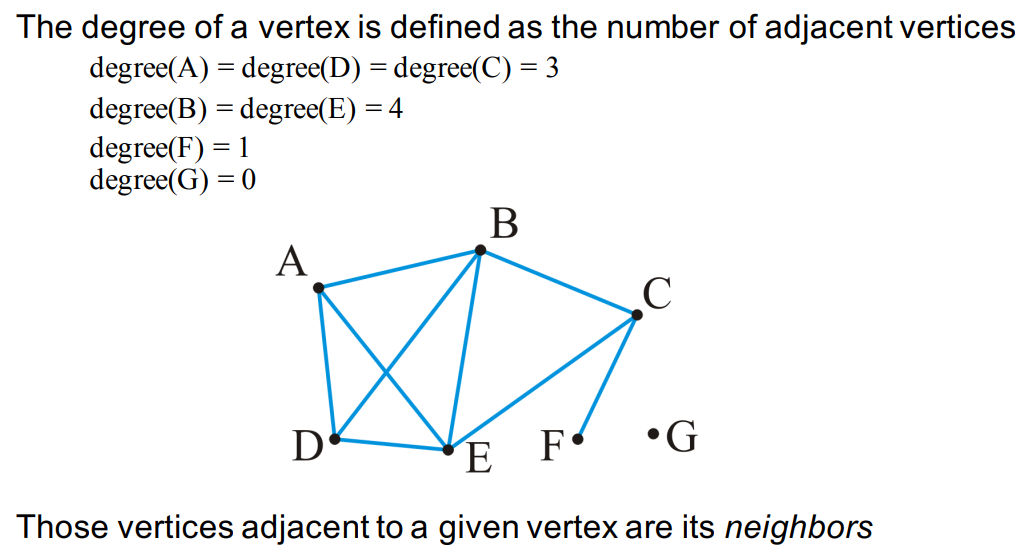 The degree of a vertex is defined as the number of adjacent vertices
degree(A) = degree(D) = degree(C) = 3
degree(B) = degree(E) = 4
degree(F) = 1
degree(G) = 0
B
A
C
D
E
F
G
Those vertices adjacent to a given vertex are its neighbors